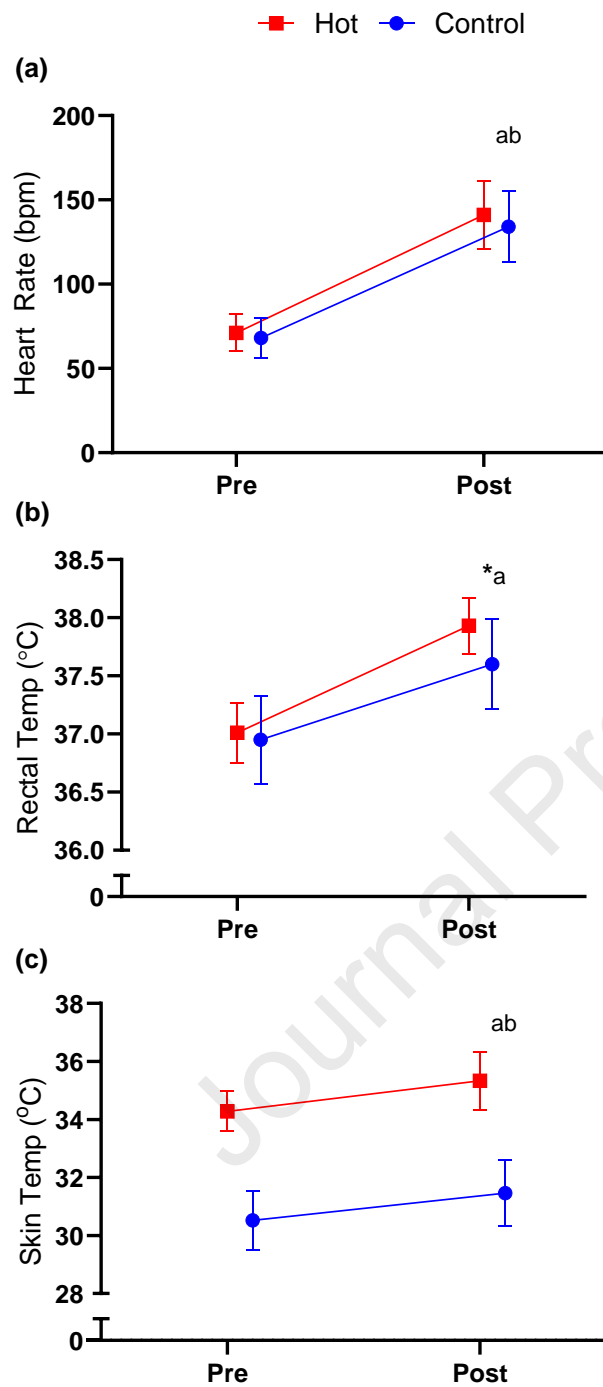 Hot Control
(a)
200
ab
150
100
50
0
Heart Rate (bpm)
Pre Post
(b)
38.5
*a
38.0
37.5
37.0
36.5
36.0
0
Rectal Temp (°C)
Pre Post
(c)
38
ab
36
34
32
30
28
0
Skin Temp (°C)
Pre Post
Journal Pr